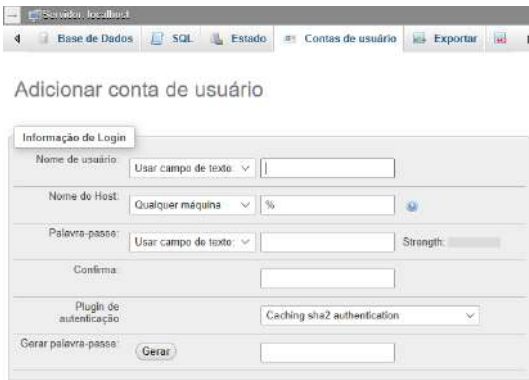 Servidor: localhost
Base de Dados SQL Estado Contas de usuário Exportar
Adicionar conta de usuário
Informação de Login
Nome de usuário:
Usar campo de texto:
Nome do Host:
Qualquer máquina %
Palavra-passe:
Usar campo de texto: Strength:
Confirma:
Plugin de
autenticação
Caching sha2 authentication
Gerar palavra-passe:
Gerar